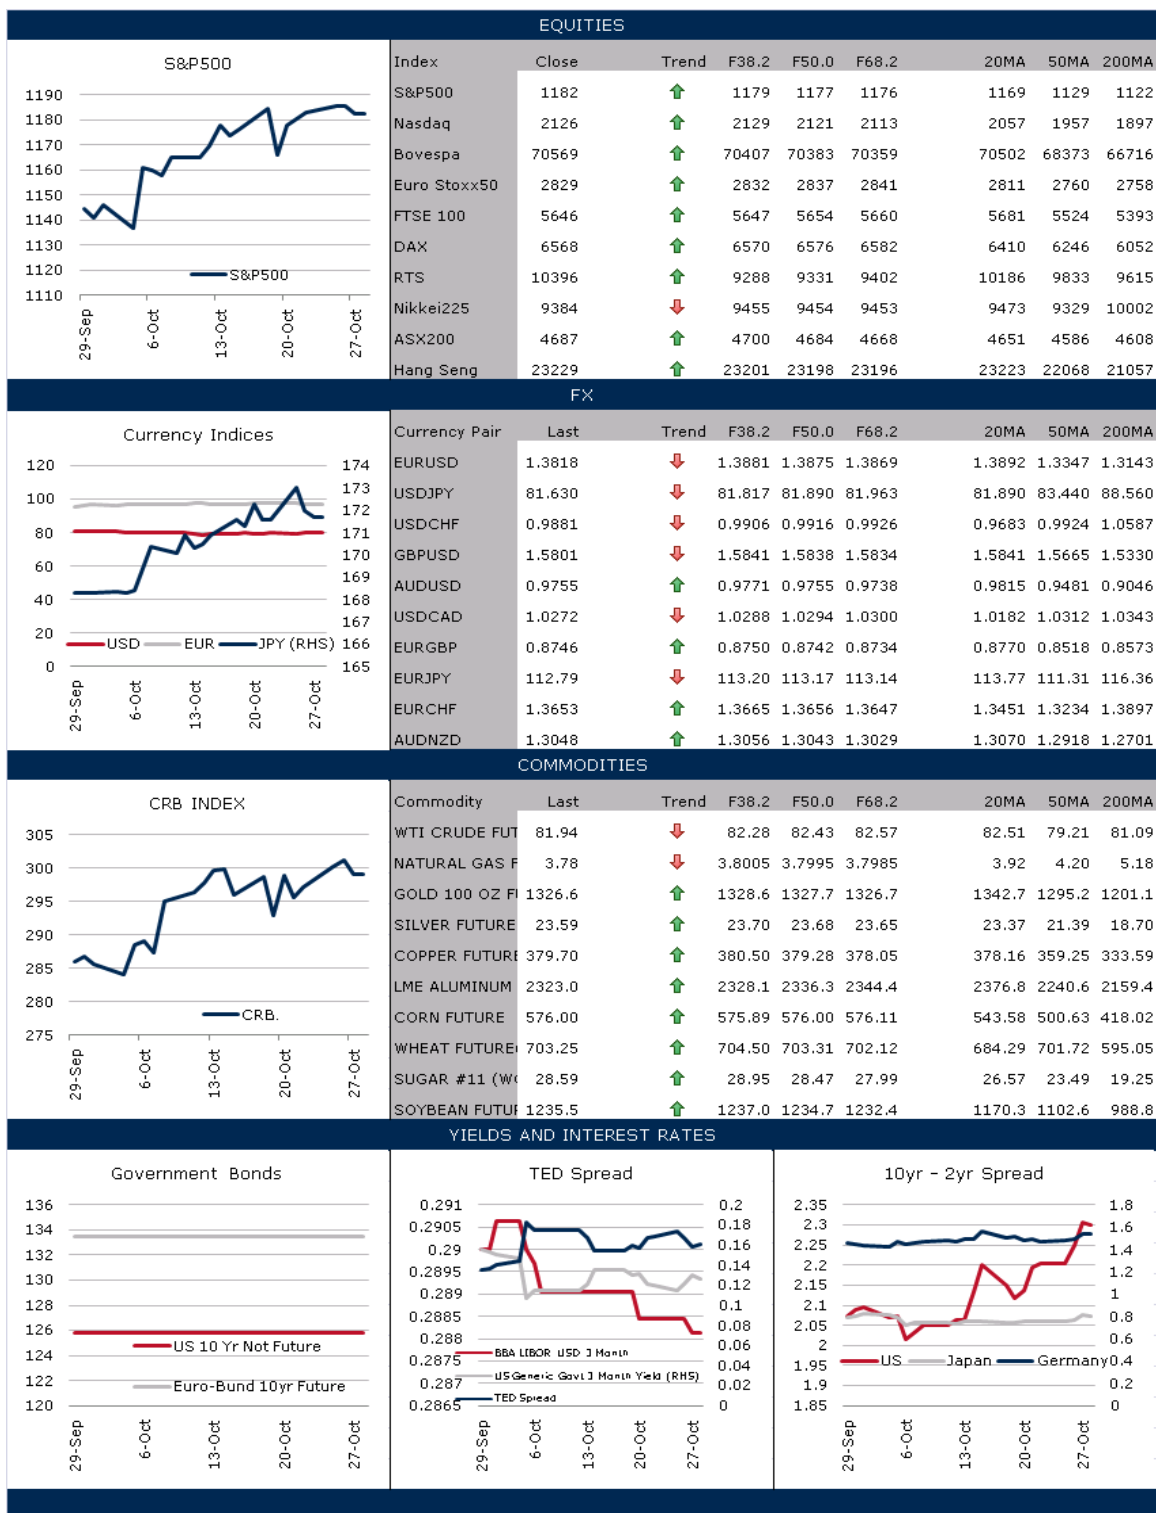 EQUITIES
S&P500
1190
1180
1170
1160
1150
1140
1130
1120
1110
S&P500
29-Sep
6-Oct
13-Oct
20-Oct
27-Oct
Index Close Trend F38.2 F50.0 F68.2 20MA 50MA 200MA
S&P500 1182 1179 1177 1176 1169 1129 1122
Nasdaq 2126 2129 2121 2113 2057 1957 1897
Bovespa 70569 70407 70383 70359 70502 68373 66716
Euro Stoxx50 2829 2832 2837 2841 2811 2760 2758
FTSE 100 5646 5647 5654 5660 5681 5524 5393
DAX 6568 6570 6576 6582 6410 6246 6052
RTS 10396 9288 9331 9402 10186 9833 9615
Nikkei225 9384 9455 9454 9453 9473 9329 10002
ASX200 4687 4700 4684 4668 4651 4586 4608
Hang Seng 23229 23201 23198 23196 23223 22068 21057
FX
Currency Indices
120
100
80
60
40
20
0
174
173
172
171
170
169
168
167
166
165
USD EUR JPY (RHS)
29-Sep
6-Oct
13-Oct
20-Oct
27-Oct
Currency Pair Last Trend F38.2 F50.0 F68.2 20MA 50MA 200MA
EURUSD 1.3818 1.3881 1.3875 1.3869 1.3892 1.3347 1.3143
USDJPY 81.630 81.817 81.890 81.963 81.890 83.440 88.560
USDCHF 0.9881 0.9906 0.9916 0.9926 0.9683 0.9924 1.0587
GBPUSD 1.5801 1.5841 1.5838 1.5834 1.5841 1.5665 1.5330
AUDUSD 0.9755 0.9771 0.9755 0.9738 0.9815 0.9481 0.9046
USDCAD 1.0272 1.0288 1.0294 1.0300 1.0182 1.0312 1.0343
EURGBP 0.8746 0.8750 0.8742 0.8734 0.8770 0.8518 0.8573
EURJPY 112.79 113.20 113.17 113.14 113.77 111.31 116.36
EURCHF 1.3653 1.3665 1.3656 1.3647 1.3451 1.3234 1.3897
AUDNZD 1.3048 1.3056 1.3043 1.3029 1.3070 1.2918 1.2701
COMMODITIES
CRB INDEX
305
300
295
290
285
280
275
CRB.
29-Sep
6-Oct
13-Oct
20-Oct
27-Oct
Commodity Last Trend F38.2 F50.0 F68.2 20MA 50MA 200MA
WTI CRUDE FUT 81.94 82.28 82.43 82.57 82.51 79.21 81.09
NATURAL GAS F 3.78 3.8005 3.7995 3.7985 3.92 4.20 5.18
GOLD 100 OZ F 1326.6 1328.6 1327.7 1326.7 1342.7 1295.2 1201.1
SILVER FUTURE 23.59 23.70 23.68 23.65 23.37 21.39 18.70
COPPER FUTURE 379.70 380.50 379.28 378.05 378.16 359.25 333.59
LME ALUMINUM 2323.0 2328.1 2336.3 2344.4 2376.8 2240.6 2159.4
CORN FUTURE 576.00 575.89 576.00 576.11 543.58 500.63 418.02
WHEAT FUTURE 703.25 704.50 703.31 702.12 684.29 701.72 595.05
SUGAR #11 (W 28.59 28.95 28.47 27.99 26.57 23.49 19.25
SOYBEAN FUTU 1235.5 1237.0 1234.7 1232.4 1170.3 1102.6 988.8
YIELDS AND INTEREST RATES
Government Bonds
136
134
132
130
128
126
124
122
120
US 10 Yr Not Future
Euro-Bund 10yr Future
29-Sep
6-Oct
13-Oct
20-Oct
27-Oct
TED Spread
0.291
0.2905
0.29
0.2895
0.289
0.2885
0.288
0.2875
0.287
0.2865
0.2
0.18
0.16
0.14
0.12
0.1
0.08
0.06
0.04
0.02
0
BBA LIBOR USD 3 Month
US Generic Govt 3 Month Yield (RHS)
TED Spread
29-Sep
6-Oct
13-Oct
20-Oct
27-Oct
10yr - 2yr Spread
2.35
2.3
2.25
2.2
2.15
2.1
2.05
2
1.95
1.9
1.85
1.8
1.6
1.4
1.2
1
0.8
0.6
0.4
0.2
0
US Japan Germany
29-Sep
6-Oct
13-Oct
20-Oct
27-Oct